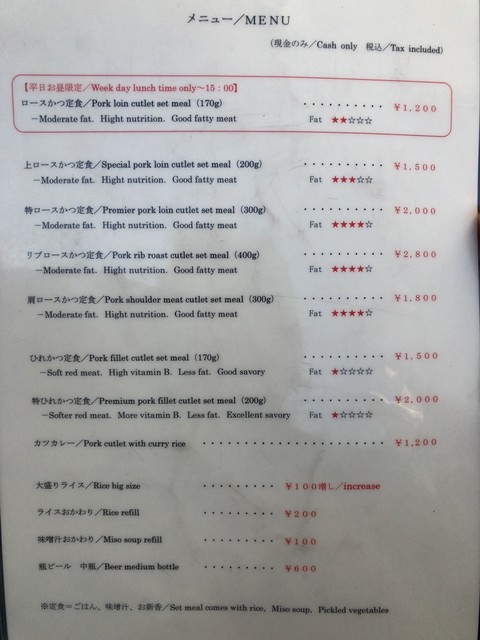 メニュー／MENU
（現金のみ／Cash only 税込／Tax included）
【平日お昼限定／Week day lunch time only～15：00】
ロースかつ定食／Pork loin cutlet set meal（170g） ・・・・・・・・・・ ￥1,200
－Moderate fat. Hight nutrition. Good fatty meat Fat ★★☆☆☆
上ロースかつ定食／Special pork loin cutlet set meal（200g） ・・・・・・・・・・ ￥1,500
－Moderate fat. Hight nutrition. Good fatty meat Fat ★★★☆☆
特ロースかつ定食／Premier pork loin cutlet set meal（300g） ・・・・・・・・・・ ￥2,000
－Moderate fat. Hight nutrition. Good fatty meat Fat ★★★★☆
リブロースかつ定食／Pork rib roast cutlet set meal（400g） ・・・・・・・・・・ ￥2,800
－Moderate fat. Hight nutrition. Good fatty meat Fat ★★★★☆
肩ロースかつ定食／Pork shoulder meat cutlet set meal（300g） ・・・・・・・・・・ ￥1,800
－Moderate fat. Hight nutrition. Good fatty meat Fat ★★★★☆
ひれかつ定食／Pork fillet cutlet set meal（170g） ・・・・・・・・・・ ￥1,500
－Soft red meat. High vitamin B. Less fat. Good savory Fat ★☆☆☆☆
特ひれかつ定食／Premium pork fillet cutlet set meal（200g） ・・・・・・・・・・ ￥2,000
－Softer red meat. More vitamin B. Less fat. Excellent savory Fat ★☆☆☆☆
カツカレー／Pork cutlet with curry rice ・・・・・・・・・・・・・・・・・・・・・・・ ￥1,200
大盛りライス／Rice big size ・・・・・・・・・ ￥100増し／increase
ライスおかわり／Rice refill ・・・・・・・・・ ￥200
味噌汁おかわり／Miso soup refill ・・・・・・・・・ ￥100
瓶ビール 中瓶／Beer medium bottle ・・・・・・・・・ ￥600
※定食＝ごはん、味噌汁、お新香／Set meal comes with rice, Miso soup, Pickled vegetables